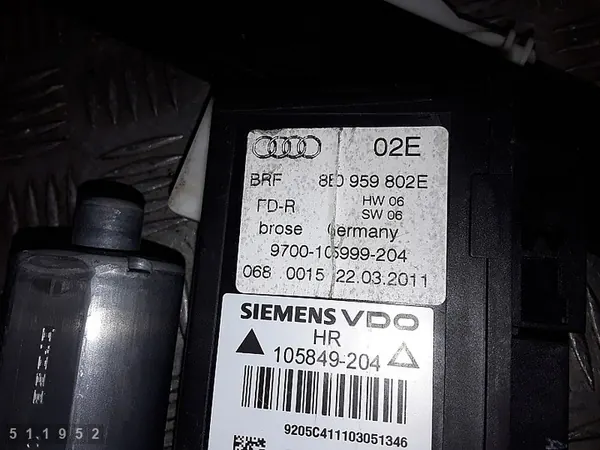 02E
BRF 8E0 959 802E
FD-R HW 06
SW 06
brose Germany
9700-105999-204
068 0015 22.03.2011
SIEMENS VDO
HR
105849-204
9205C411103051346
511952